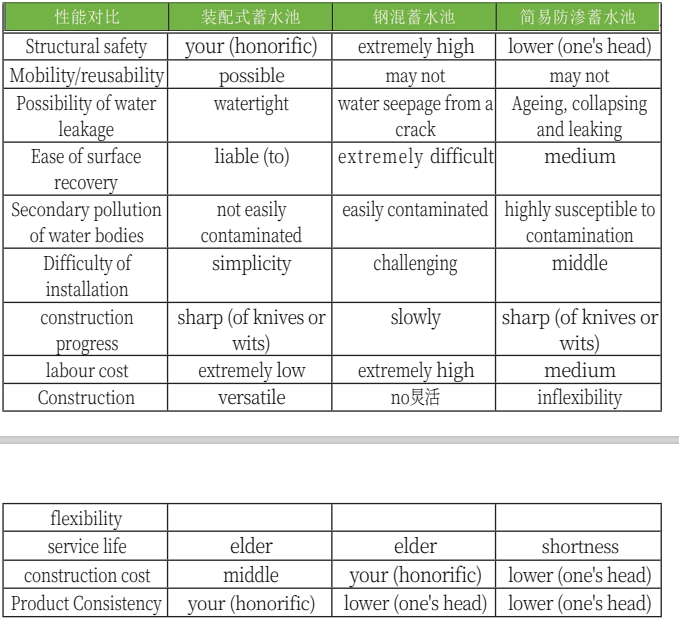 性能对比 装配式蓄水池 钢混蓄水池 简易防渗蓄水池
Structural safety your (honorific) extremely high lower (one's head)
Mobility/reusability possible may not may not
Possibility of water watertight water seepage from a Ageing, collapsing
leakage crack and leaking
Ease of surface liable (to) extremely difficult medium
recovery
Secondary pollution not easily easily contaminated highly susceptible to
of water bodies contaminated contamination
Difficulty of simplicity challenging middle
installation
construction sharp (of knives or slowly sharp (of knives or
progress wits) wits)
labour cost extremely low extremely high medium
Construction versatile no炅活 inflexibility
flexibility
service life elder elder shortness
construction cost middle your (honorific) lower (one's head)
Product Consistency your (honorific) lower (one's head) lower (one's head)